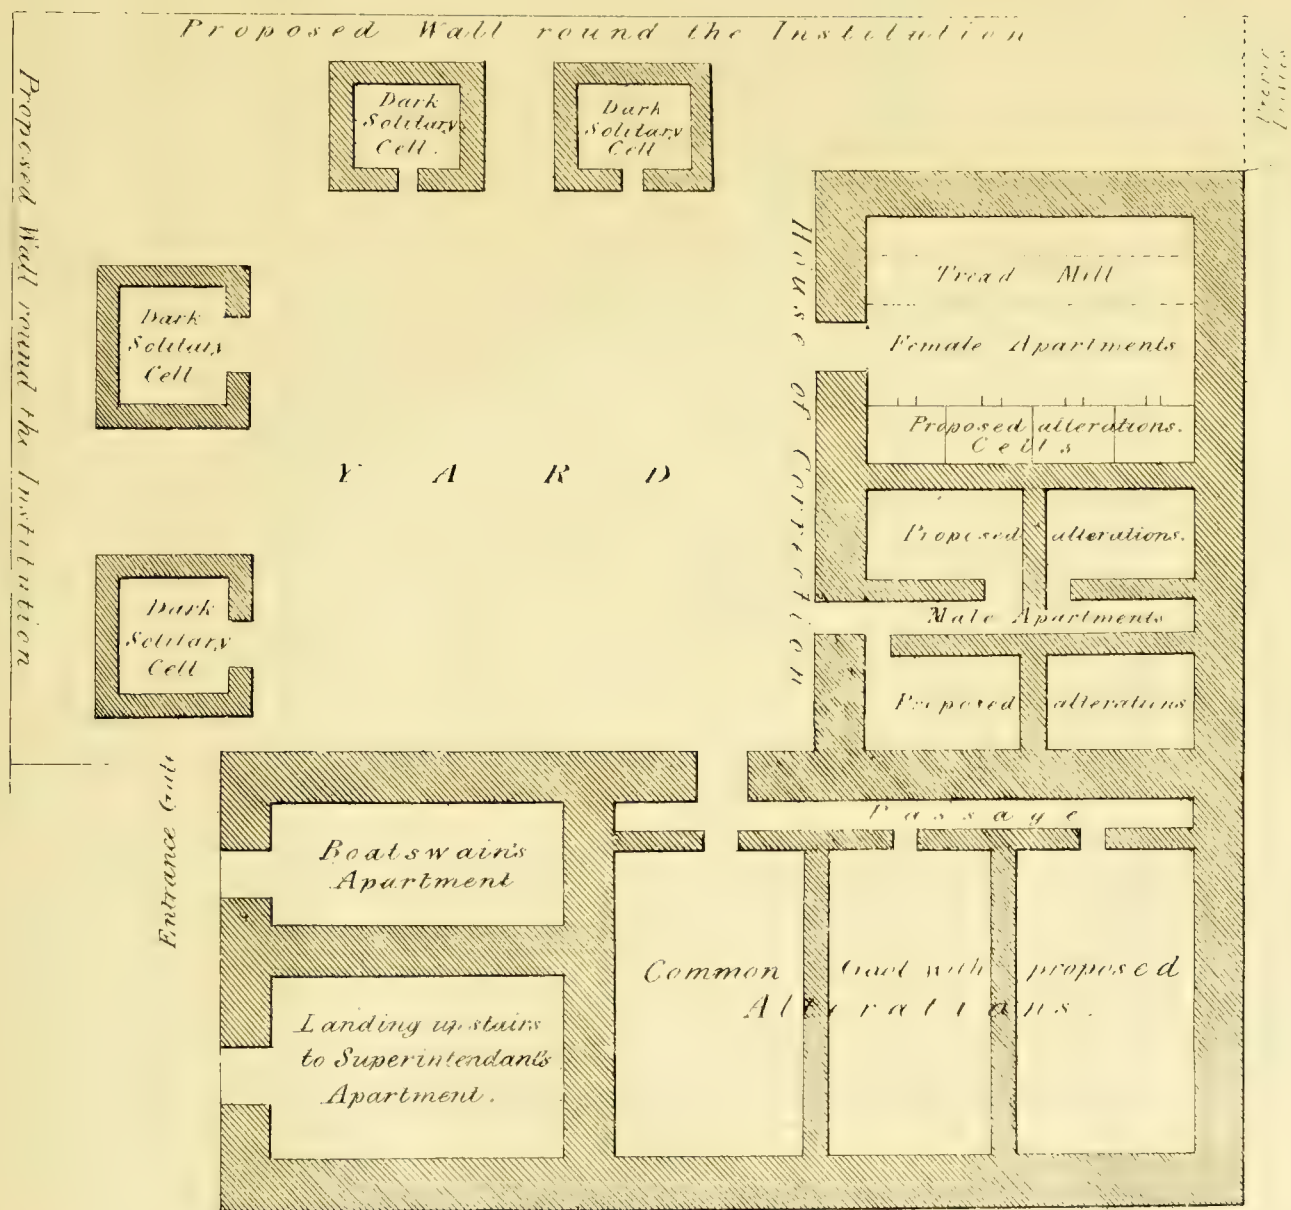 Proposed Wall round the Institution
Proposed Wall round the Institution
Dark
Solitary
Cell.
Dark
Solitary
Cell
Dark
Solitary
Cell
Dark
Solitary
Cell
YARD
House of Correction
Tread Mill
Female Apartments
Proposed alterations.
Cells
Proposed alterations.
Male Apartments
Proposed alterations
Entrance Gate
Passage
Boatswain's
Apartment
Landing up stairs
to Superintendant's
Apartment.
Common Gaol with proposed
Alterations.